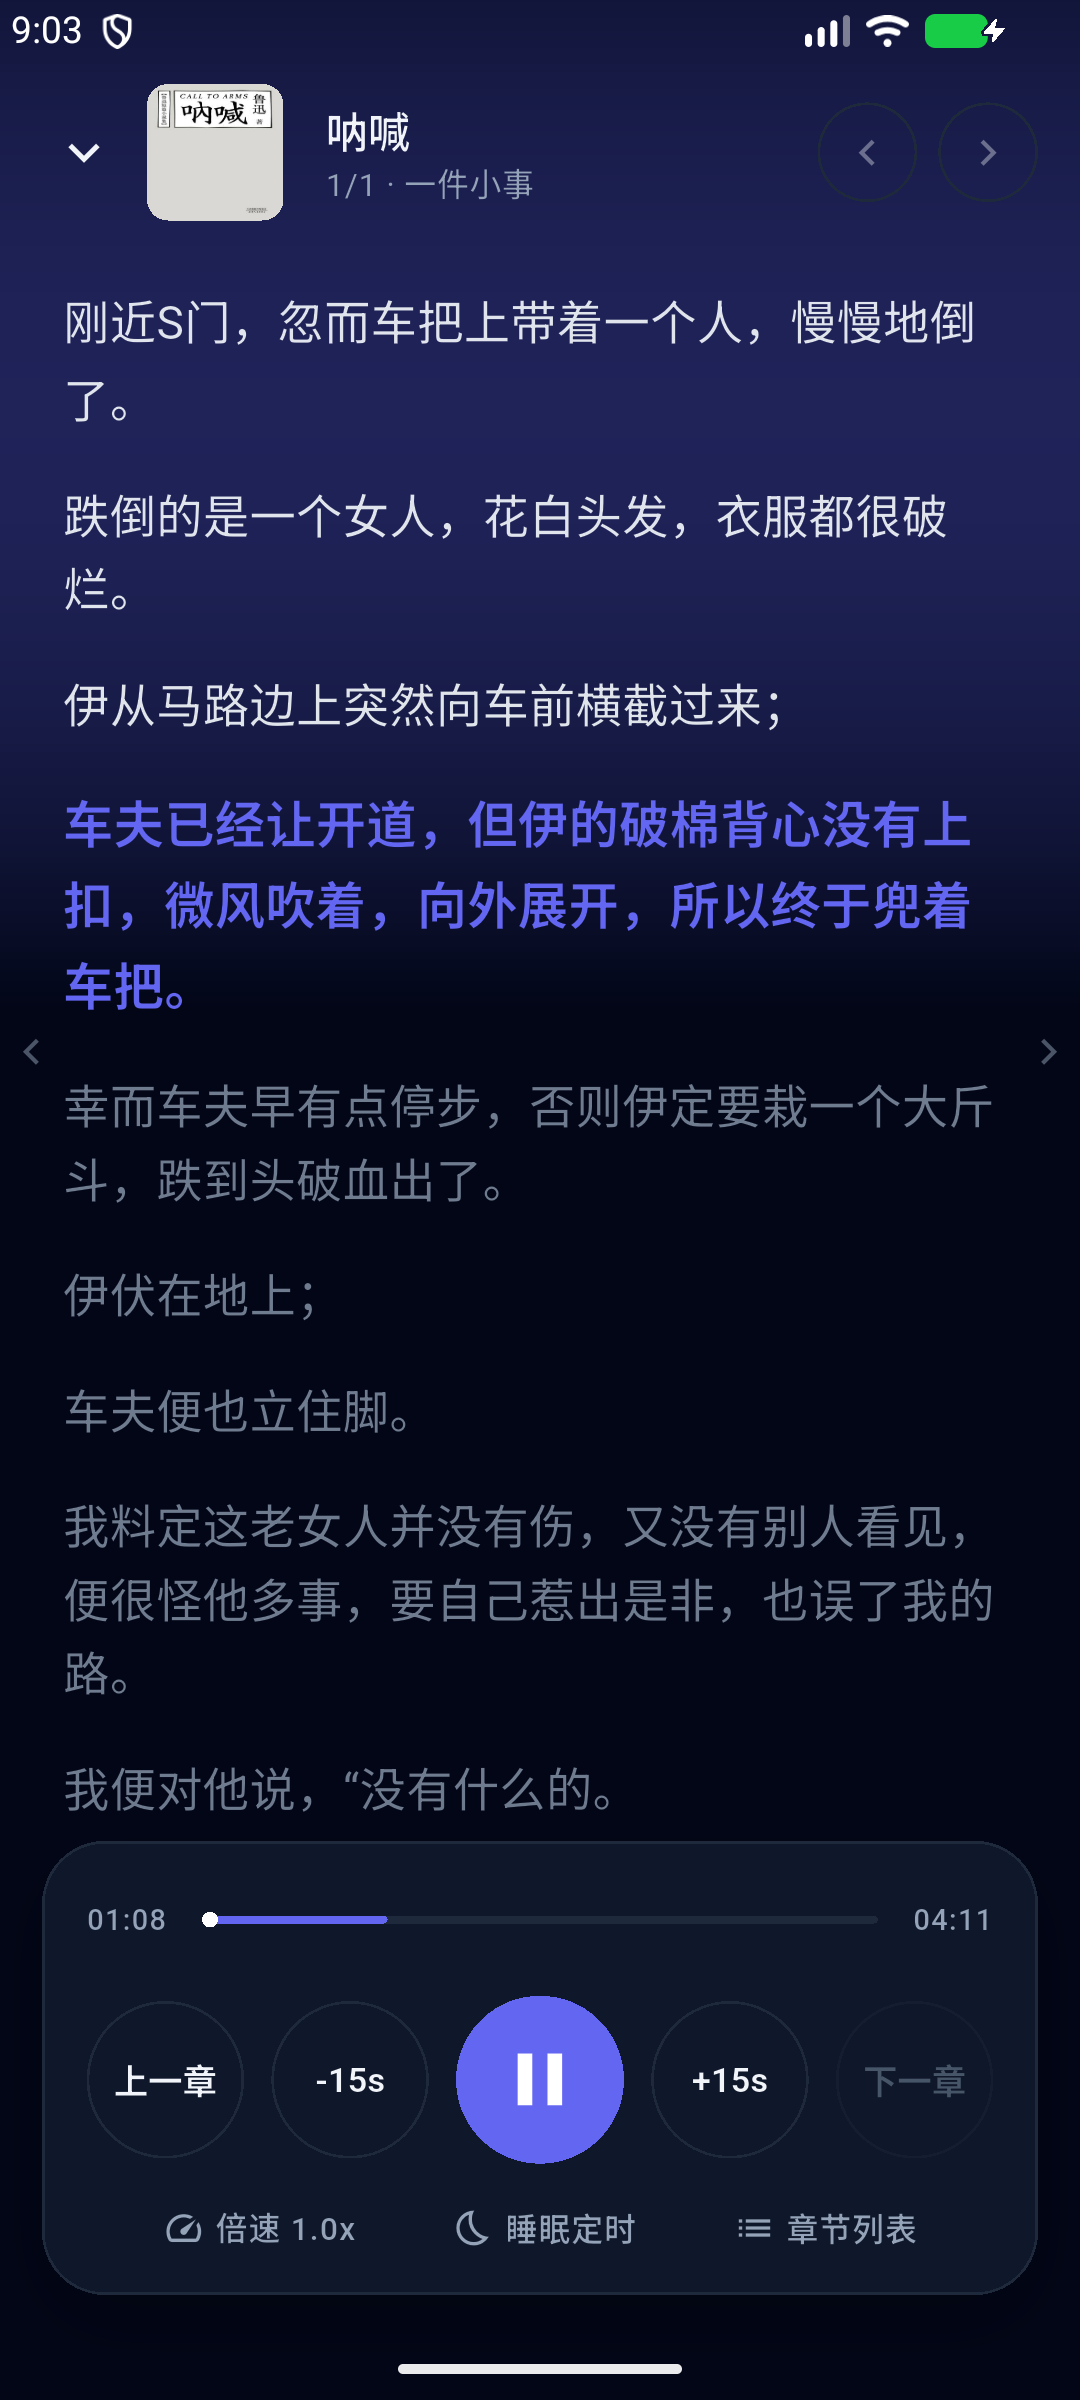 9:03
CALL TO ARMS
呐喊
鲁迅 著
呐喊
1/1 · 一件小事
刚近S门，忽而车把上带着一个人，慢慢地倒
了。
跌倒的是一个女人，花白头发，衣服都很破
烂。
伊从马路边上突然向车前横截过来；
车夫已经让开道，但伊的破棉背心没有上
扣，微风吹着，向外展开，所以终于兜着
车把。
幸而车夫早有点停步，否则伊定要栽一个大斤
斗，跌到头破血出了。
伊伏在地上；
车夫便也立住脚。
我料定这老女人并没有伤，又没有别人看见，
便很怪他多事，要自己惹出是非，也误了我的
路。
我便对他说，“没有什么的。
01:08
04:11
上一章
-15s
+15s
下一章
倍速 1.0x
睡眠定时
章节列表